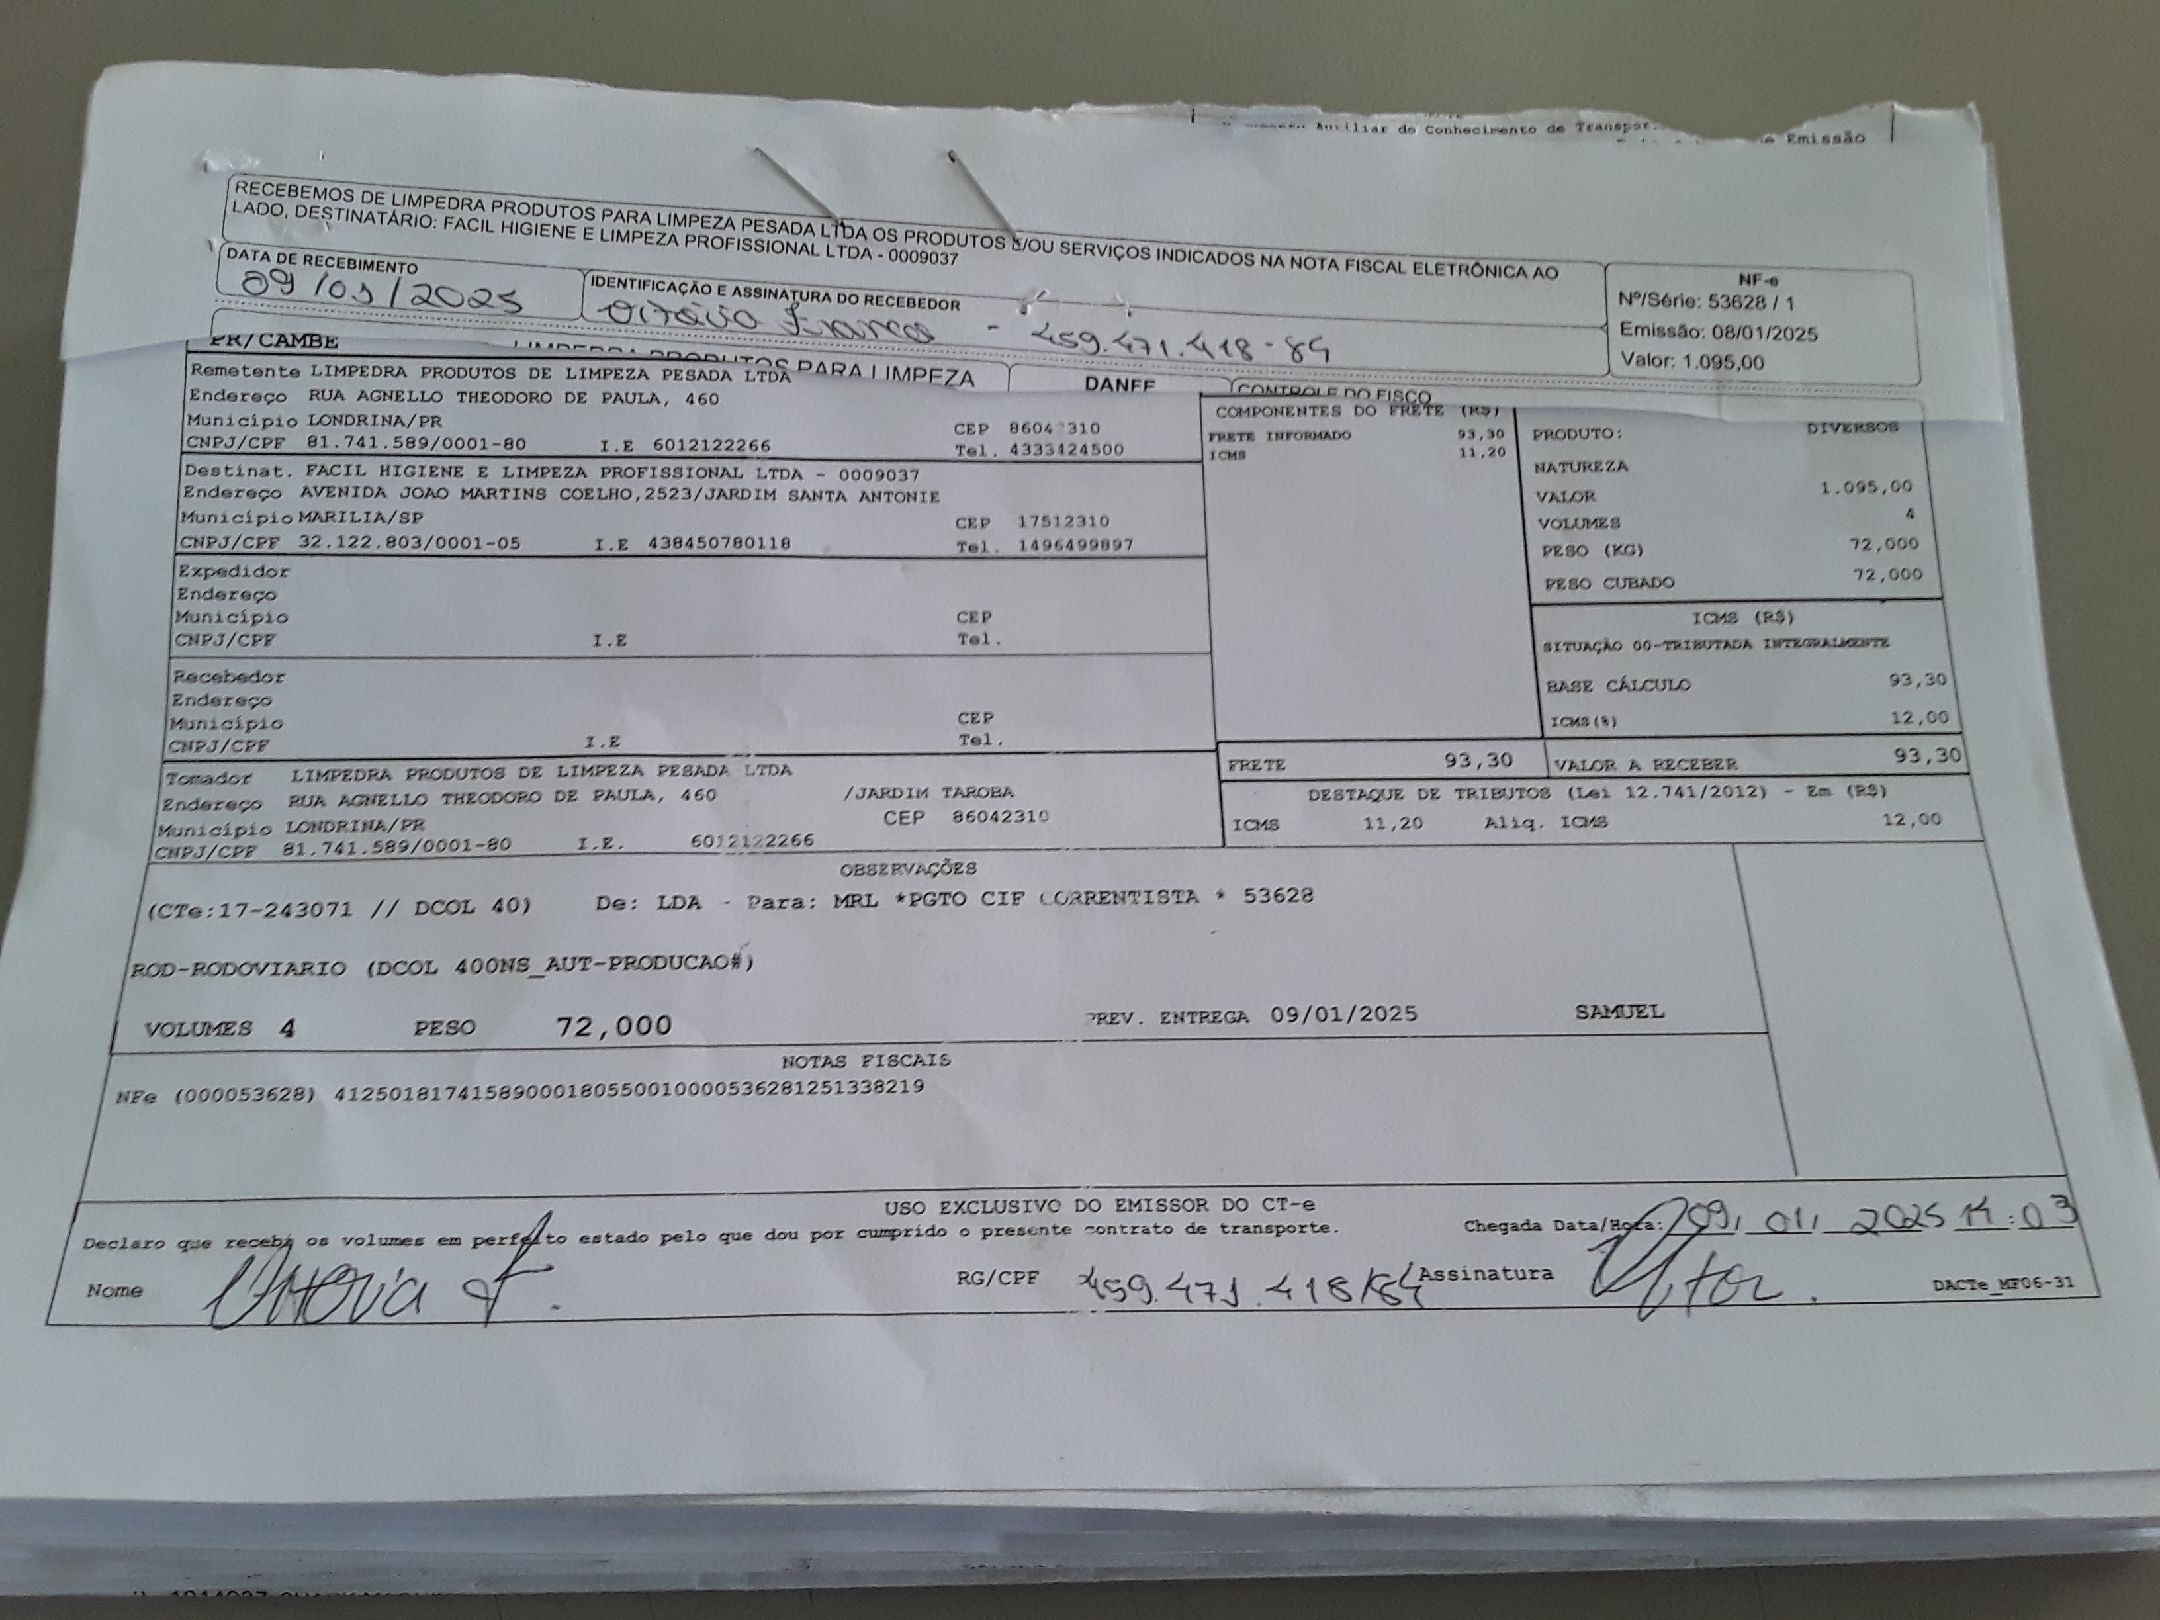 Auxiliar do Conhecimento de Transpor
Emissão
RECEBEMOS DE LIMPEDRA PRODUTOS PARA LIMPEZA PESADA LTDA OS PRODUTOS E/OU SERVIÇOS INDICADOS NA NOTA FISCAL ELETRÔNICA AO
LADO, DESTINATÁRIO: FACIL HIGIENE E LIMPEZA PROFISSIONAL LTDA - 0009037
DATA DE RECEBIMENTO
09/01/2025
IDENTIFICAÇÃO E ASSINATURA DO RECEBEDOR
- 459.471.418-84
NF-e
Nº/Série: 53628 / 1
Emissão: 08/01/2025
Valor: 1.095,00
PR/CAMBE
LIMPEDRA PRODUTOS PARA LIMPEZA
DANFE
CONTROLE DO FISCO
Remetente LIMPEDRA PRODUTOS DE LIMPEZA PESADA LTDA
Endereço RUA AGNELLO THEODORO DE PAULA, 460
Município LONDRINA/PR
CEP 8604 310
CNPJ/CPF 81.741.589/0001-80 I.E 6012122266 Tel. 4333424500
Destinat. FACIL HIGIENE E LIMPEZA PROFISSIONAL LTDA - 0009037
Endereço AVENIDA JOAO MARTINS COELHO,2523/JARDIM SANTA ANTONIE
Município MARILIA/SP CEP 17512310
CNPJ/CPF 32.122.803/0001-05 I.E 438450780118 Tel. 1496499897
Expedidor
Endereço
Município CEP
CNPJ/CPF I.E Tel.
Recebedor
Endereço
Município CEP
CNPJ/CPF I.E Tel.
Tomador LIMPEDRA PRODUTOS DE LIMPEZA PESADA LTDA
Endereço RUA AGNELLO THEODORO DE PAULA, 460 /JARDIM TAROBA
Município LONDRINA/PR CEP 86042310
CNPJ/CPF 81.741.589/0001-80 I.E. 6012122266
COMPONENTES DO FRETE (R$)
FRETE INFORMADO 93,30
ICMS 11,20
PRODUTO: DIVERSOS
NATUREZA
VALOR 1.095,00
VOLUMES 4
PESO (KG) 72,000
PESO CUBADO 72,000
ICMS (R$)
SITUAÇÃO 00-TRIBUTADA INTEGRALMENTE
BASE CÁLCULO 93,30
ICMS(%) 12,00
FRETE 93,30 VALOR A RECEBER 93,30
DESTAQUE DE TRIBUTOS (Lei 12.741/2012) - Em (R$)
ICMS 11,20 Aliq. ICMS 12,00
OBSERVAÇÕES
(CTe:17-243071 // DCOL 40) De: LDA - Para: MRL *PGTO CIF CORRENTISTA * 53628
ROD-RODOVIARIO (DCOL 400NS_AUT-PRODUCAO#)
VOLUMES 4 PESO 72,000 PREV. ENTREGA 09/01/2025 SAMUEL
NOTAS FISCAIS
NFe (000053628) 41250181741589000180550010000536281251338219
USO EXCLUSIVO DO EMISSOR DO CT-e
Declaro que recebi os volumes em perfeito estado pelo que dou por cumprido o presente contrato de transporte.
Chegada Data/Hora: 09/ 01/ 2025 14:03
Nome
RG/CPF 459.471.418/84 Assinatura
DACTe_MF06-31